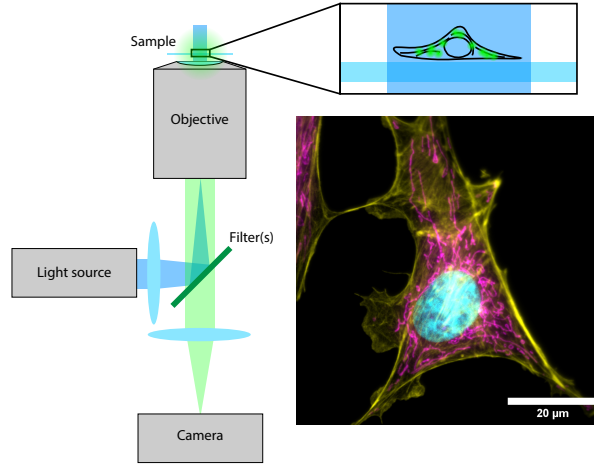 Sample
Objective
Filter(s)
Light source
Camera
20 µm